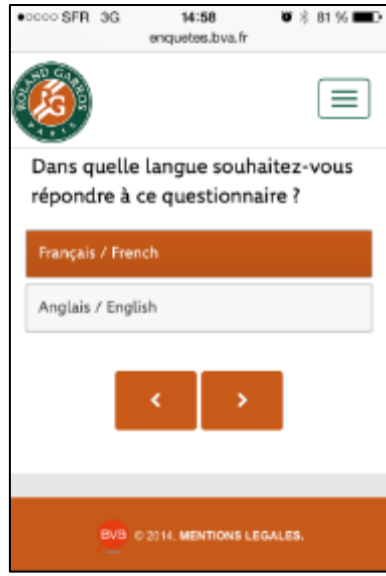 SFR 3G 14:58 81 %
enquetes.bva.fr
ROLAND GARROS
PARIS
Dans quelle langue souhaitez-vous
répondre à ce questionnaire ?
Français / French
Anglais / English
BVA © 2014, MENTIONS LEGALES.